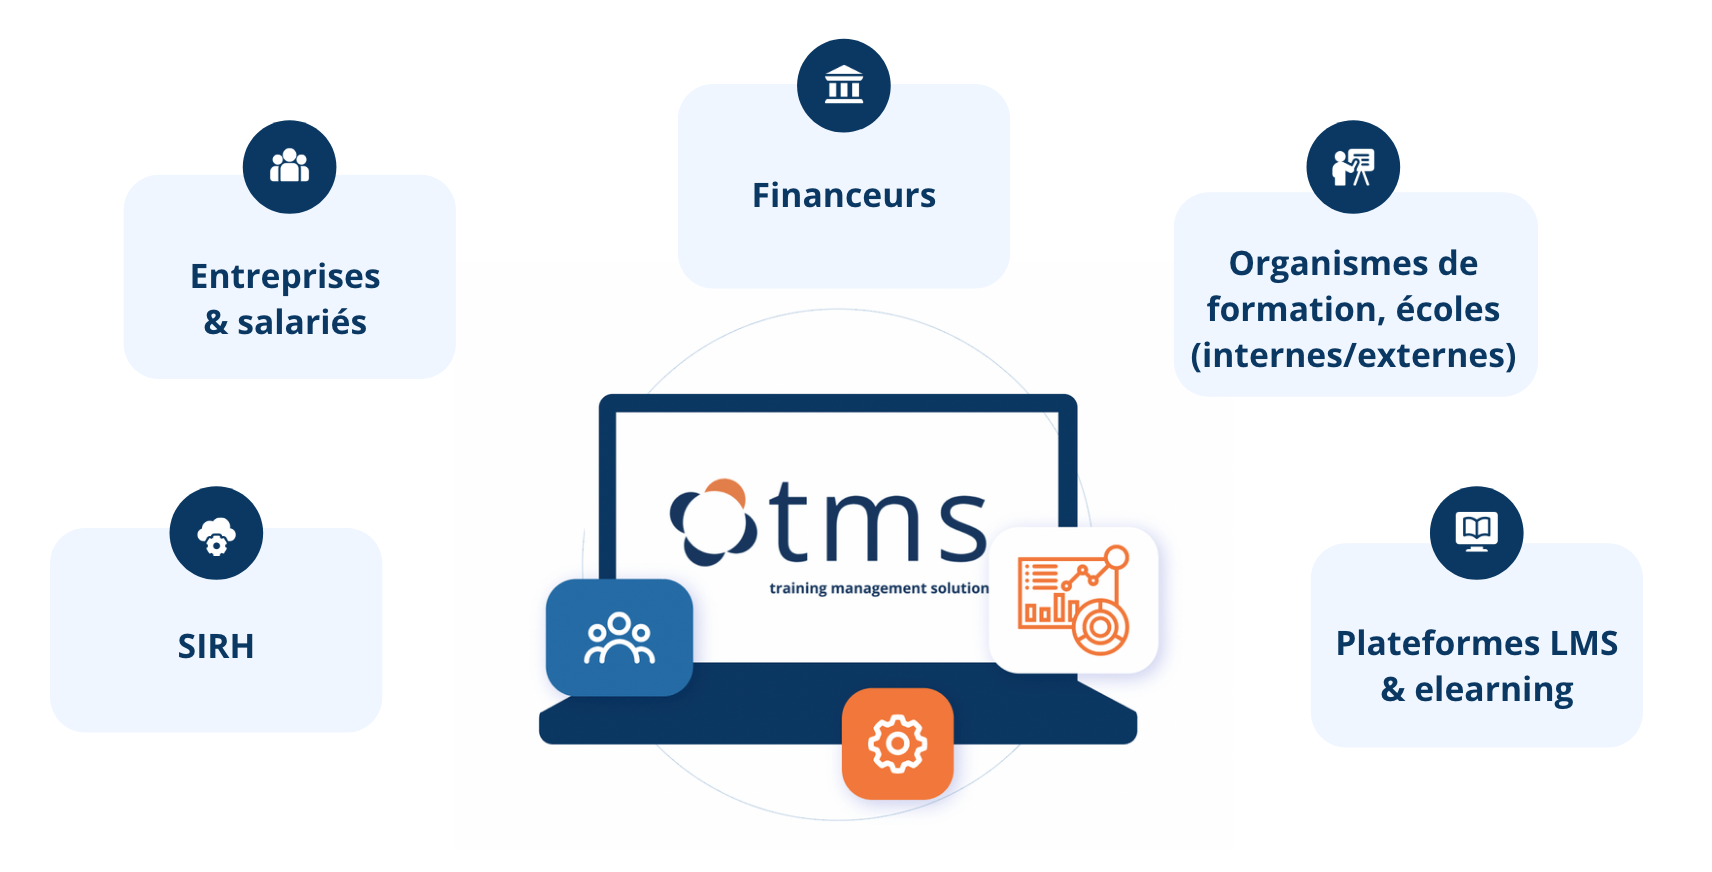 Financeurs
Entreprises
& salariés
Organismes de
formation, écoles
(internes/externes)
tms
training management solution
SIRH
Plateformes LMS
& elearning